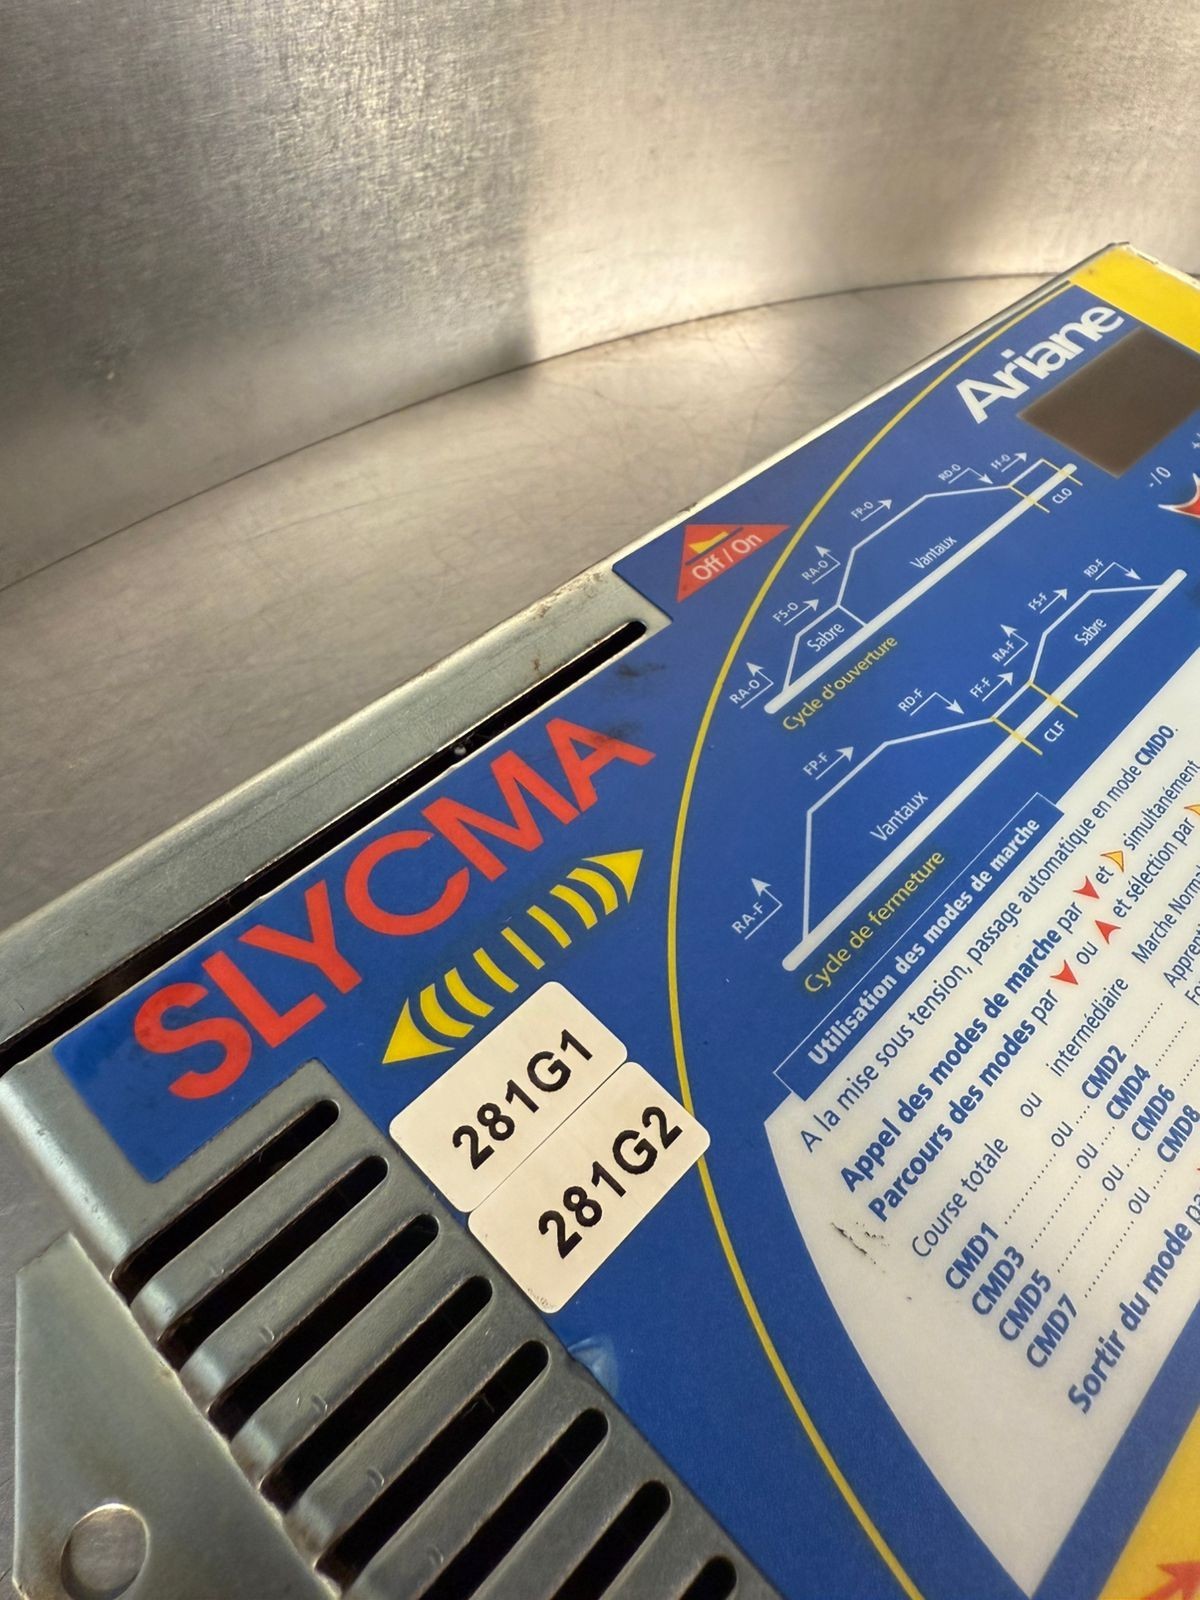 Ariane
-/0
Off / On
RA-O
FS-O
RA-O
FP-O
RD-O
FF-O
CLO
Sabre
Vantaux
Cycle d'ouverture
RA-F
FP-F
RD-F
FF-F
RA-F
FS-F
RD-F
CLF
Vantaux
Sabre
Cycle de fermeture
SLYCMA
281G1
281G2
Utilisation des modes de marche
A la mise sous tension, passage automatique en mode CMD0.
Appel des modes de marche par et simultanément
Parcours des modes par ou et sélection par
Course totale ou intermédiaire Marche
CMD1 .......... ou .... CMD2 ..........
CMD3 .......... ou .... CMD4
CMD5 .......... ou .... CMD6
CMD7 .......... ou .... CMD8
Sortir du mode